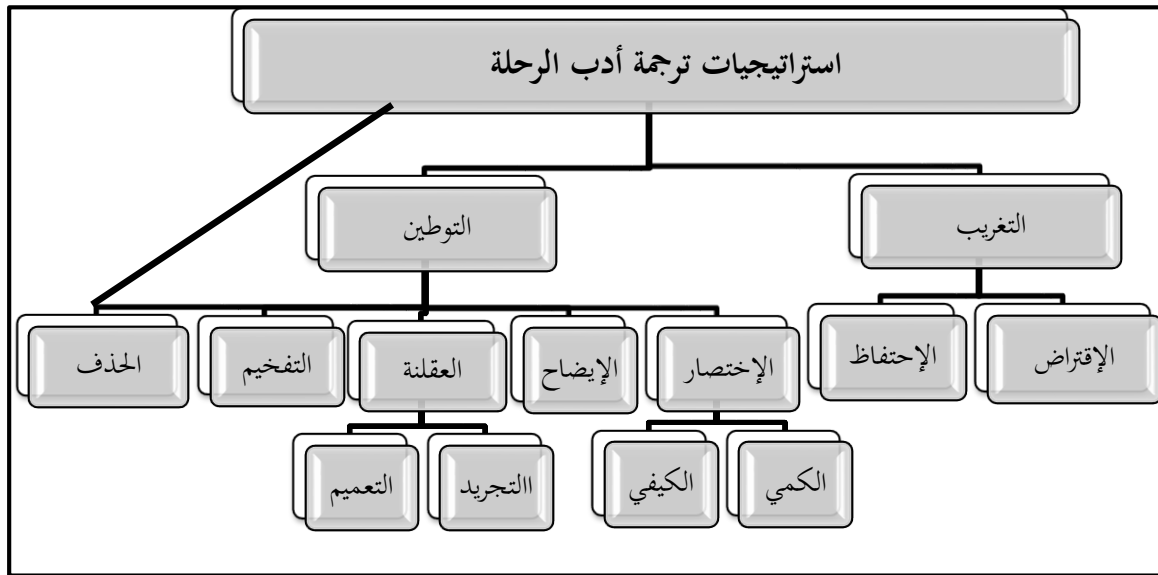 استراتيجيات ترجمة أدب الرحلة
التغريب
التوطين
الإقتراض
الإحتفاظ
الإختصار
الإيضاح
العقلنة
التفخيم
الحذف
الكمي
الكيفي
االتجريد
التعميم